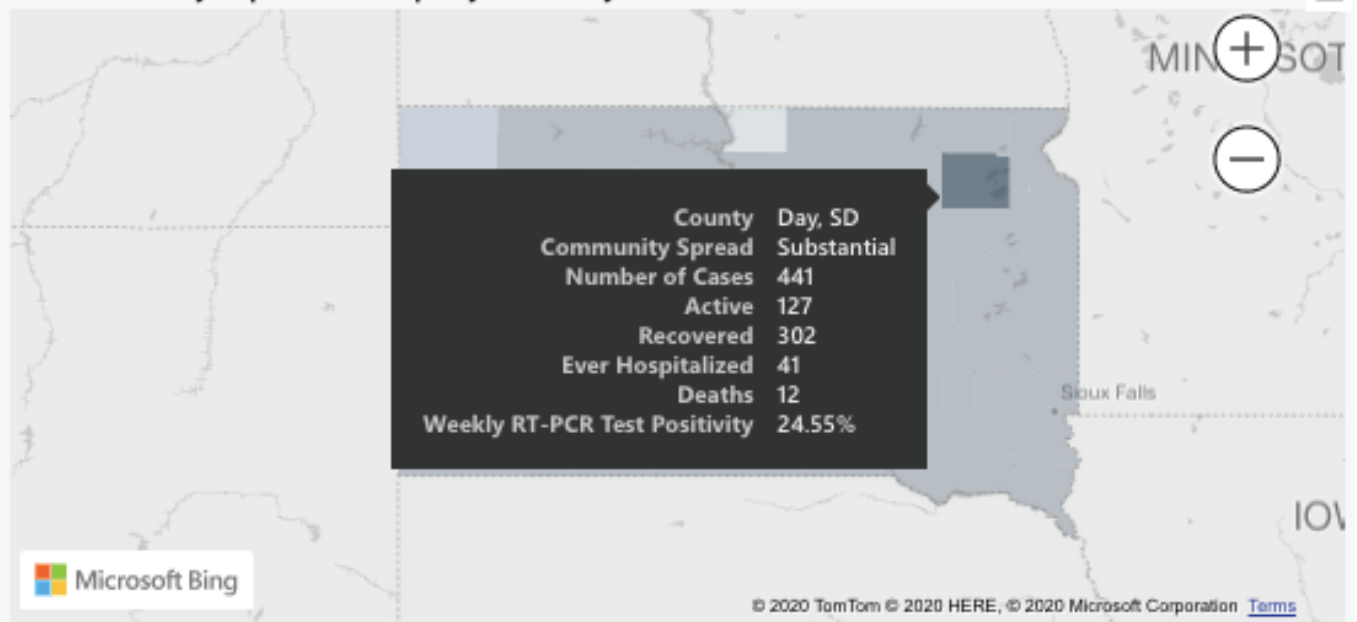 MIN SOT
+
−
County Day, SD
Community Spread Substantial
Number of Cases 441
Active 127
Recovered 302
Ever Hospitalized 41
Deaths 12
Weekly RT-PCR Test Positivity 24.55%
Sioux Falls
IOW
Microsoft Bing
© 2020 TomTom © 2020 HERE, © 2020 Microsoft Corporation Terms